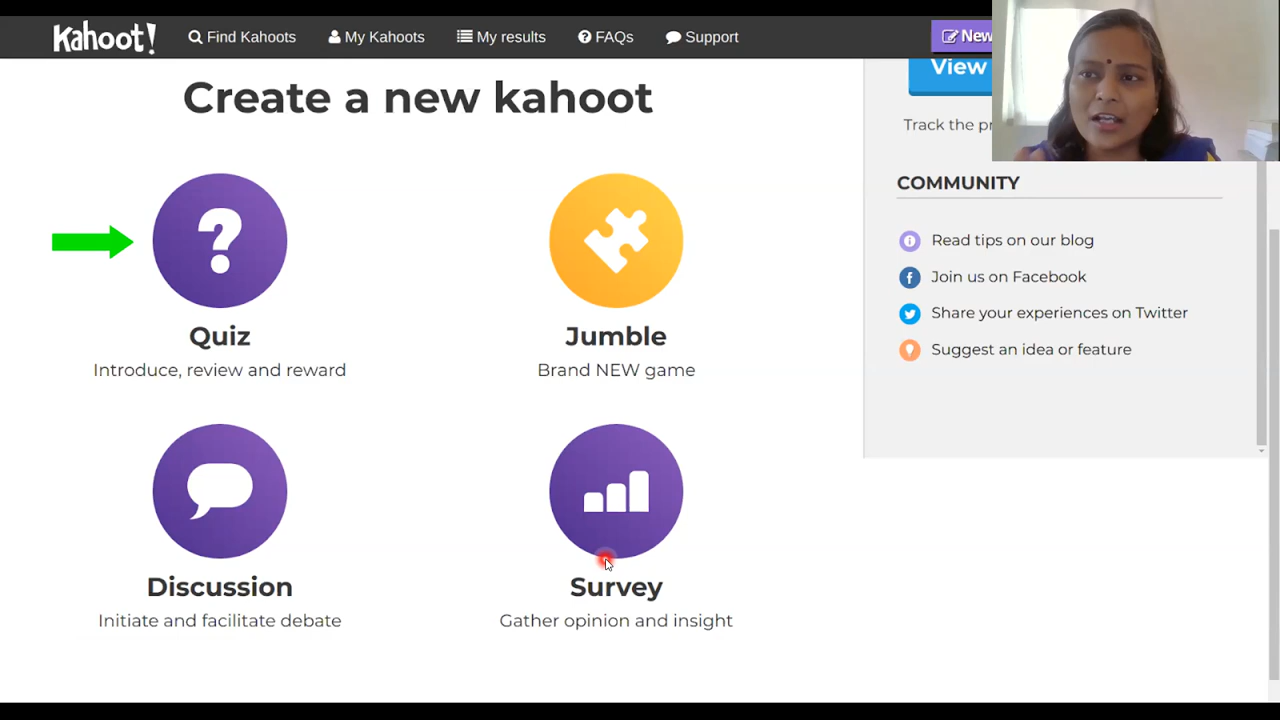 Kahoot! Find Kahoots My Kahoots My results FAQs Support New
Create a new kahoot
Quiz
Introduce, review and reward
Jumble
Brand NEW game
Discussion
Initiate and facilitate debate
Survey
Gather opinion and insight
View
Track the
COMMUNITY
Read tips on our blog
Join us on Facebook
Share your experiences on Twitter
Suggest an idea or feature